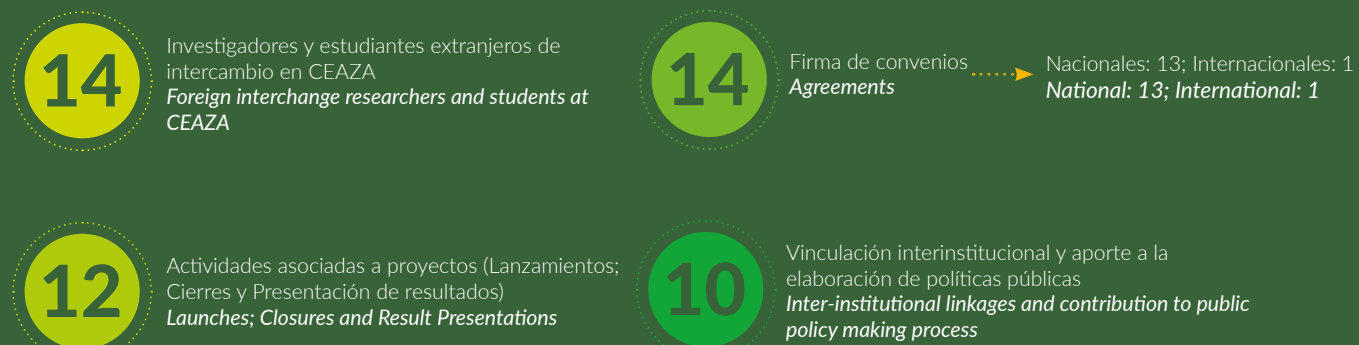 14
Investigadores y estudiantes extranjeros de
intercambio en CEAZA
Foreign interchange researchers and students at
CEAZA
14
Firma de convenios
Agreements
Nacionales: 13; Internacionales: 1
National: 13; International: 1
12
Actividades asociadas a proyectos (Lanzamientos;
Cierres y Presentación de resultados)
Launches; Closures and Result Presentations
10
Vinculación interinstitucional y aporte a la
elaboración de políticas públicas
Inter-institutional linkages and contribution to public
policy making process